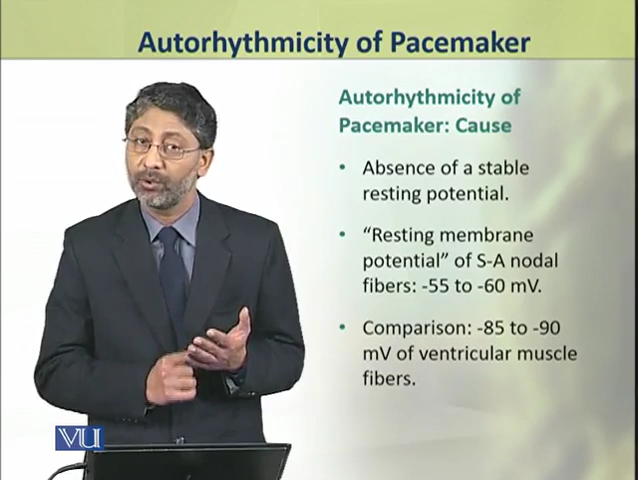 Autorhythmicity of Pacemaker
Autorhythmicity of
Pacemaker: Cause
• Absence of a stable
resting potential.
• “Resting membrane
potential” of S-A nodal
fibers: -55 to -60 mV.
• Comparison: -85 to -90
mV of ventricular muscle
fibers.
VU